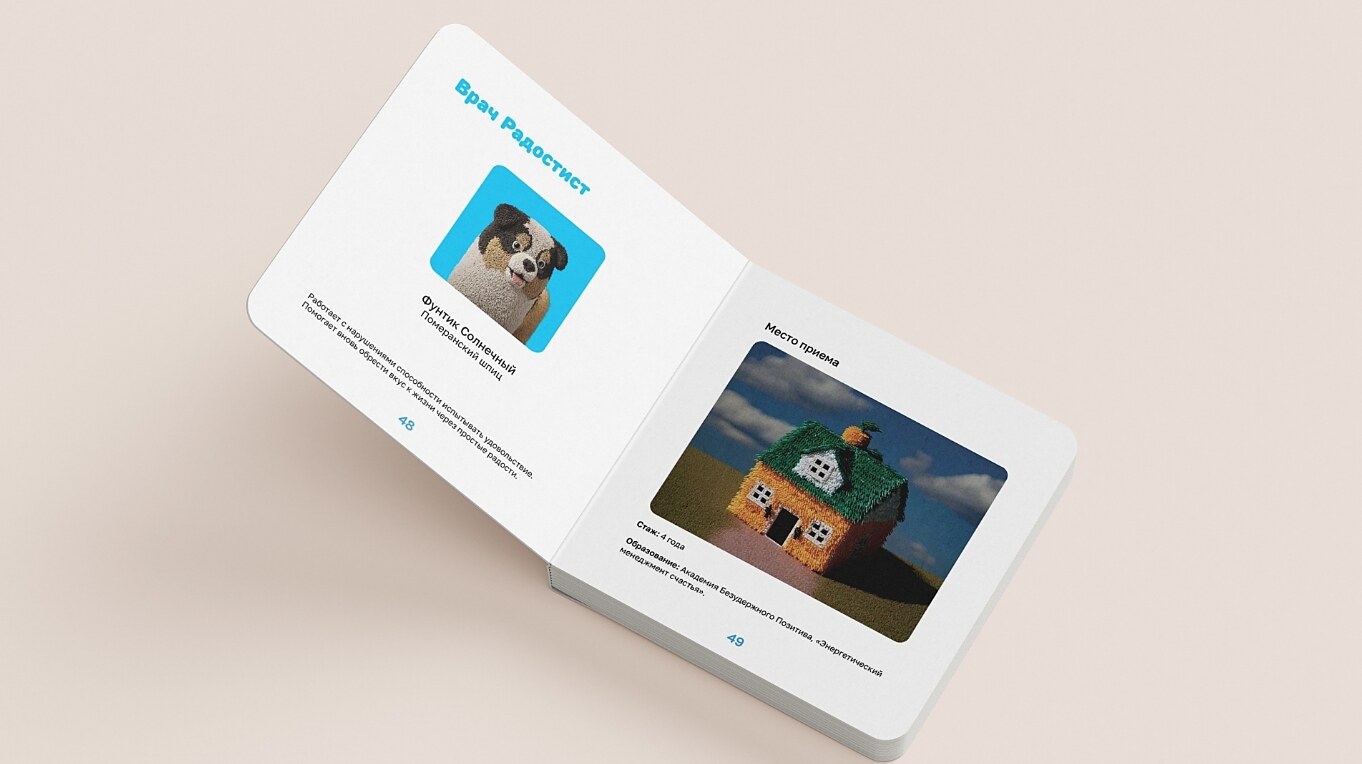 Врач Радостист
Фунтик Солнечный
Померанский шпиц
Работает с нарушениями способности испытывать удовольствие.
Помогает вновь обрести вкус к жизни через простые радости.
48
Место приема
Стаж: 4 года
Образование: Академия Безудержного Позитива, «Энергетический
менеджмент счастья».
49